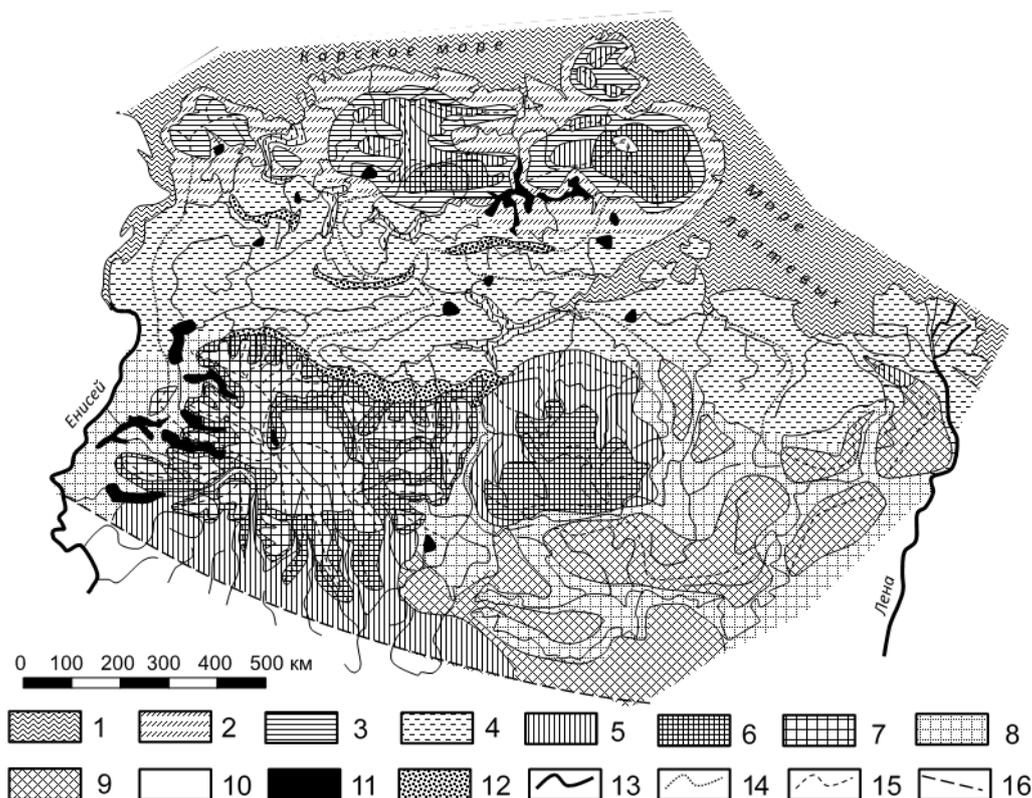 Карское море
Море
Лаптевых
Енисей
Лена
0 100 200 300 400 500 км
1 2 3 4 5 6 7 8
9 10 11 12 13 14 15 16